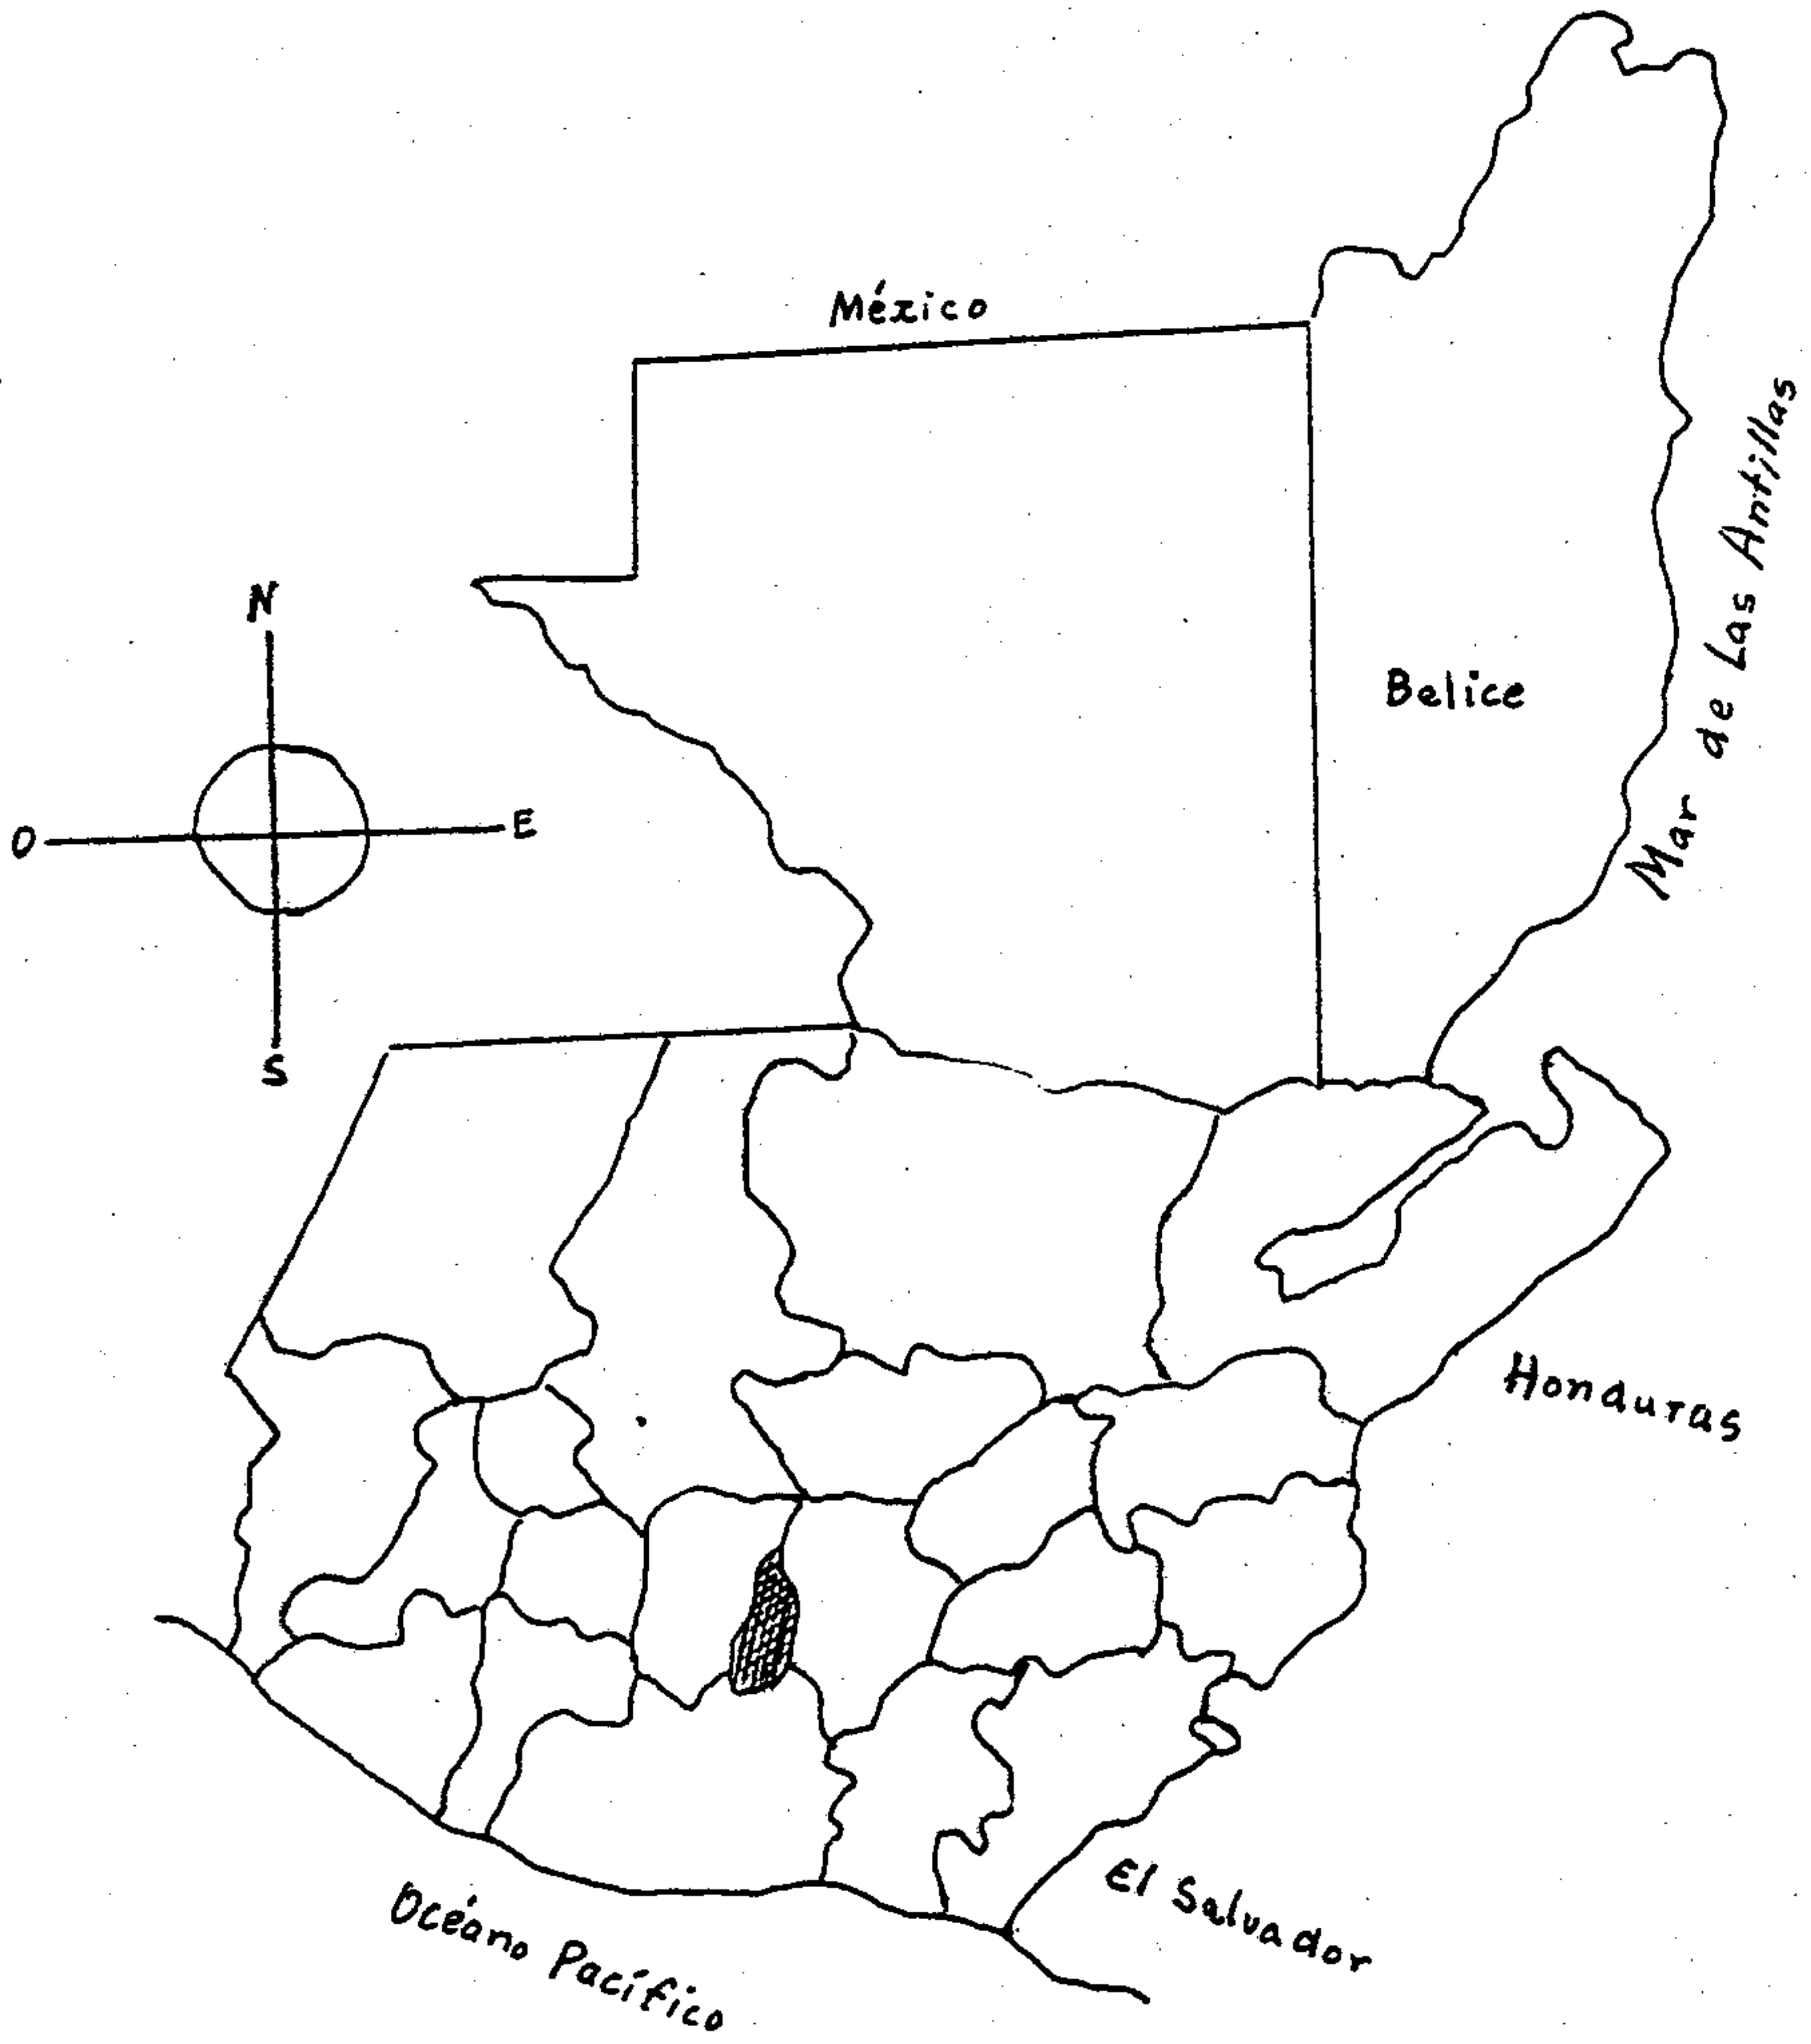 México
N
O
E
S
Belice
Mar de Las Antillas
Honduras
El Salvador
Océano Pacífico